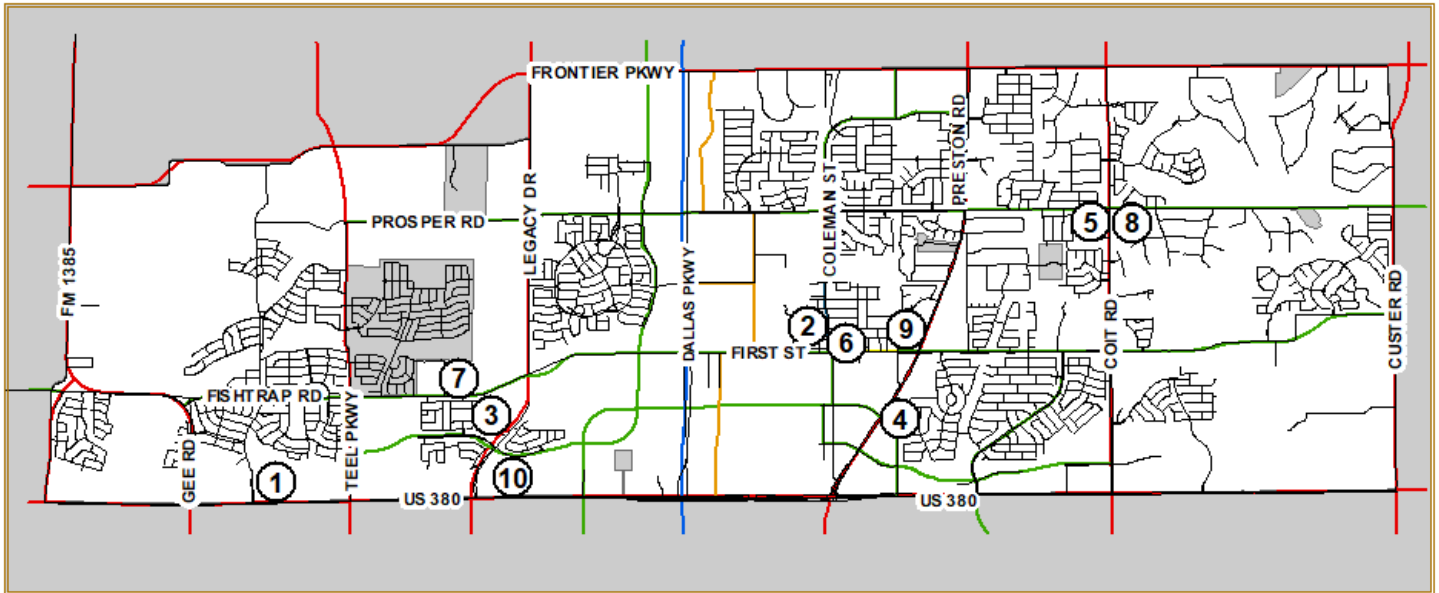 FRONTIER PKWY
PRESTON RD
COLEMAN ST
LEGACY DR
PROSPER RD
5
8
FM 1385
DALLAS PKWY
COIT RD
CUSTER RD
2
6
9
FIRST ST
7
FISHTRAP RD
3
4
TEEL PKWY
GEE RD
1
10
US 380
US 380